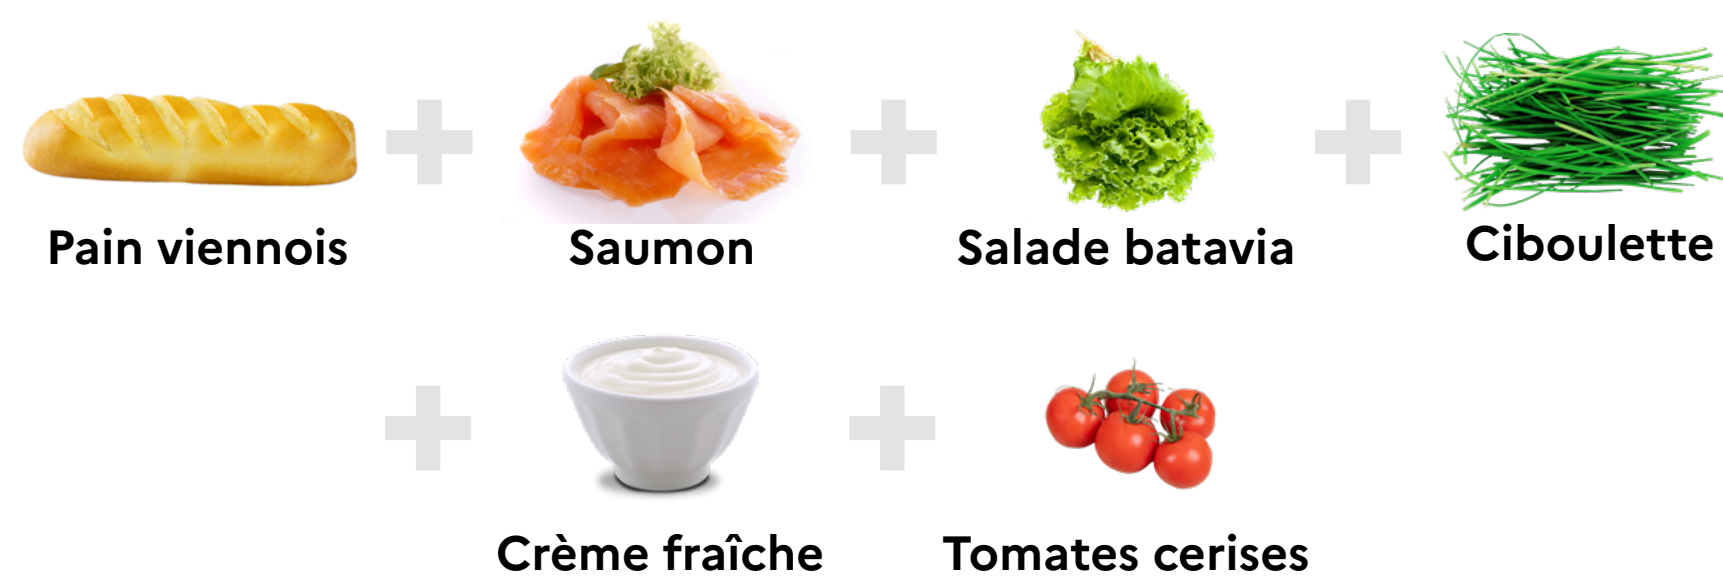 Pain viennois
Saumon
Salade batavia
Ciboulette
Crème fraîche
Tomates cerises